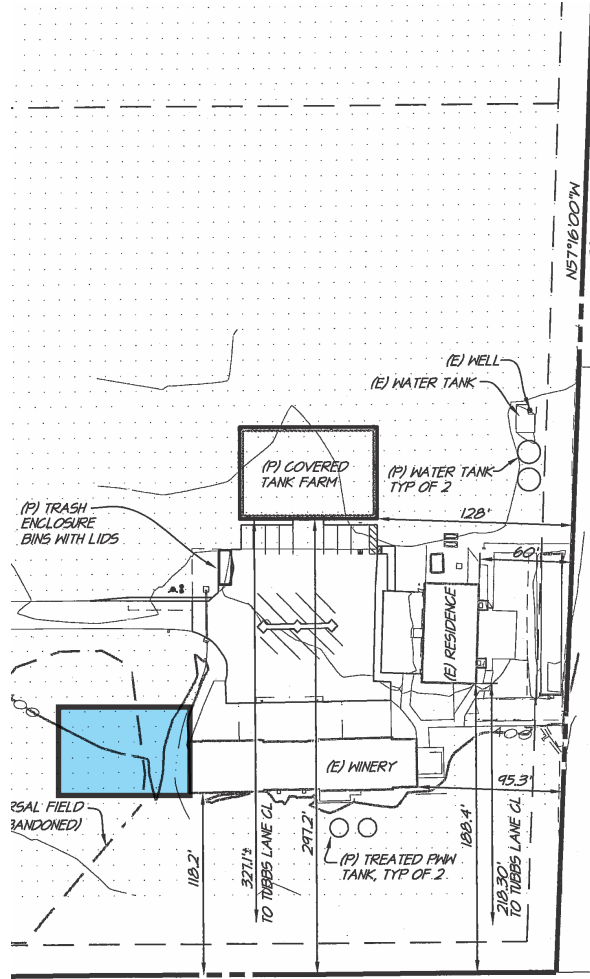 N57°16'00"W
(E) WELL
(E) WATER TANK
(P) COVERED
TANK FARM
(P) WATER TANK
TYP OF 2
128'
(P) TRASH
ENCLOSURE
BINS WITH LIDS
60'
(E) RESIDENCE
(E) WINERY
95.3'
RSAL FIELD
BANDONED)
118.2'
327.1'±
TO TUBBS LANE CL
297.2'
(P) TREATED PWW
TANK, TYP OF 2
188.4'
218.30'
TO TUBBS LANE CL